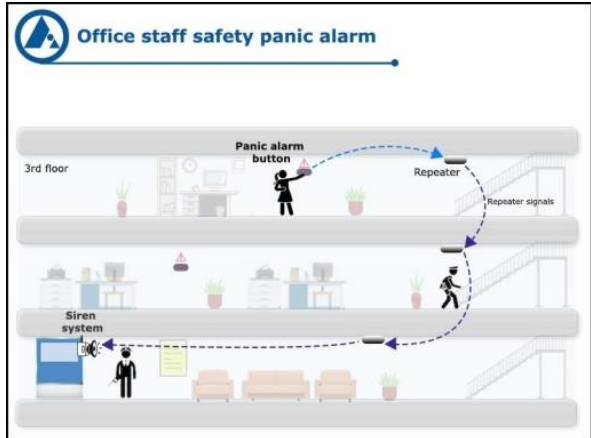 Office staff safety panic alarm
3rd floor
Panic alarm
button
Repeater
Repeater signals
Siren
system